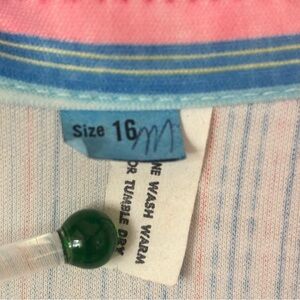 Size 16 M
NE WASH WARM
OR TUMBLE DRY